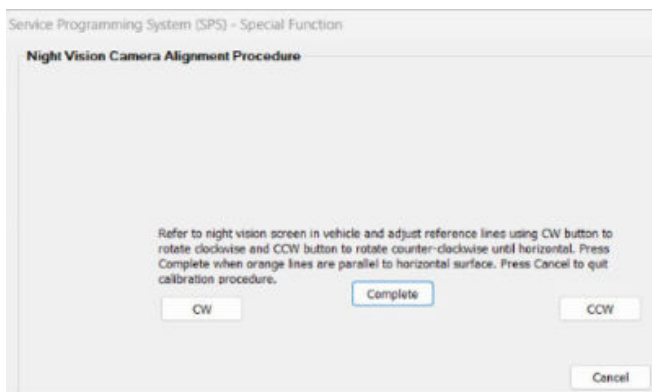 Service Programming System (SPS) - Special Function
Night Vision Camera Alignment Procedure
Refer to night vision screen in vehicle and adjust reference lines using CW button to
rotate clockwise and CCW button to rotate counter-clockwise until horizontal. Press
Complete when orange lines are parallel to horizontal surface. Press Cancel to quit
calibration procedure.
Complete
CW
CCW
Cancel